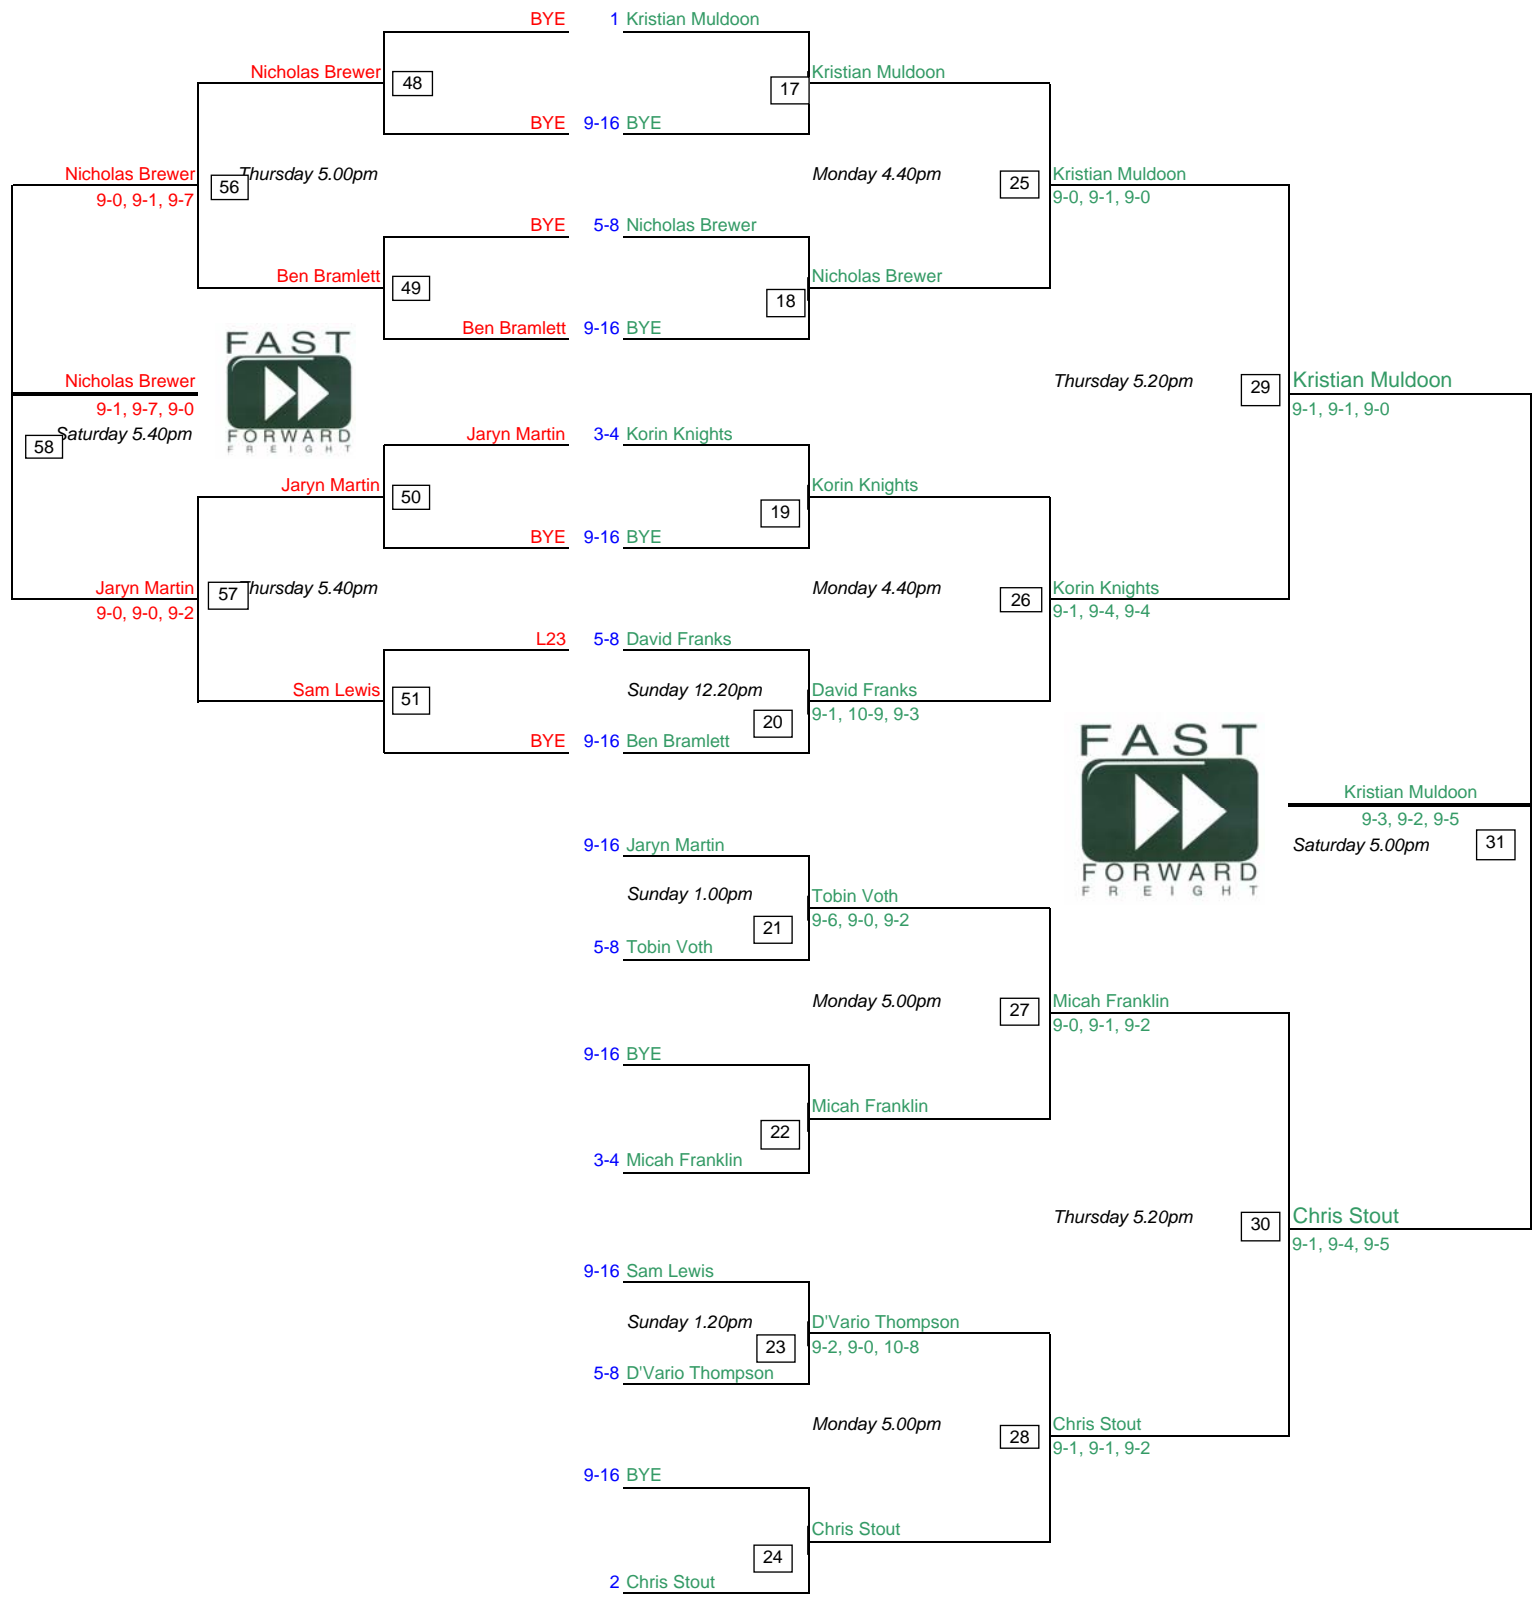 BYE 1 Kristian Muldoon
Nicholas Brewer 48 17 Kristian Muldoon
BYE 9-16 BYE
Nicholas Brewer 56 Thursday 5.00pm Monday 4.40pm 25 Kristian Muldoon
9-0, 9-1, 9-7 9-0, 9-1, 9-0
BYE 5-8 Nicholas Brewer
Ben Bramlett 49 18 Nicholas Brewer
Ben Bramlett 9-16 BYE
FAST
Nicholas Brewer Thursday 5.20pm 29 Kristian Muldoon
9-1, 9-7, 9-0 9-1, 9-1, 9-0
58 Saturday 5.40pm FORWARD Jaryn Martin 3-4 Korin Knights
FREIGHT
Jaryn Martin 50 19 Korin Knights
BYE 9-16 BYE
Jaryn Martin 57 Thursday 5.40pm Monday 4.40pm 26 Korin Knights
9-0, 9-0, 9-2 9-1, 9-4, 9-4
L23 5-8 David Franks
Sam Lewis 51 Sunday 12.20pm David Franks
20 9-1, 10-9, 9-3
BYE 9-16 Ben Bramlett
FAST
Kristian Muldoon
9-3, 9-2, 9-5
9-16 Jaryn Martin Saturday 5.00pm 31
FORWARD
FREIGHT
Sunday 1.00pm Tobin Voth
21 9-6, 9-0, 9-2
5-8 Tobin Voth
Monday 5.00pm 27 Micah Franklin
9-0, 9-1, 9-2
9-16 BYE
22 Micah Franklin
3-4 Micah Franklin
Thursday 5.20pm 30 Chris Stout
9-1, 9-4, 9-5
9-16 Sam Lewis
Sunday 1.20pm D'Vario Thompson
23 9-2, 9-0, 10-8
5-8 D'Vario Thompson
Monday 5.00pm 28 Chris Stout
9-1, 9-1, 9-2
9-16 BYE
24 Chris Stout
2 Chris Stout